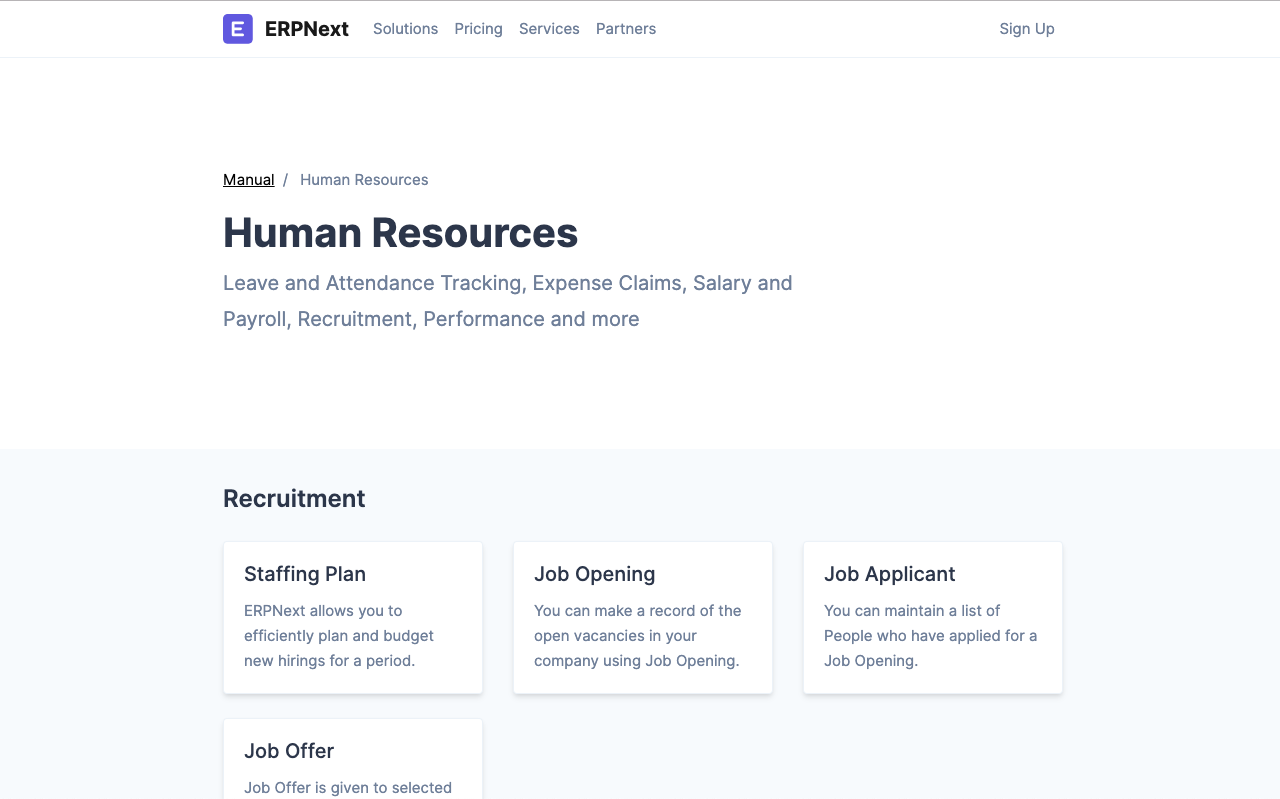 E ERPNext Solutions Pricing Services Partners Sign Up
Manual / Human Resources
Human Resources
Leave and Attendance Tracking, Expense Claims, Salary and
Payroll, Recruitment, Performance and more
Recruitment
Staffing Plan
ERPNext allows you to
efficiently plan and budget
new hirings for a period.
Job Opening
You can make a record of the
open vacancies in your
company using Job Opening.
Job Applicant
You can maintain a list of
People who have applied for a
Job Opening.
Job Offer
Job Offer is given to selected